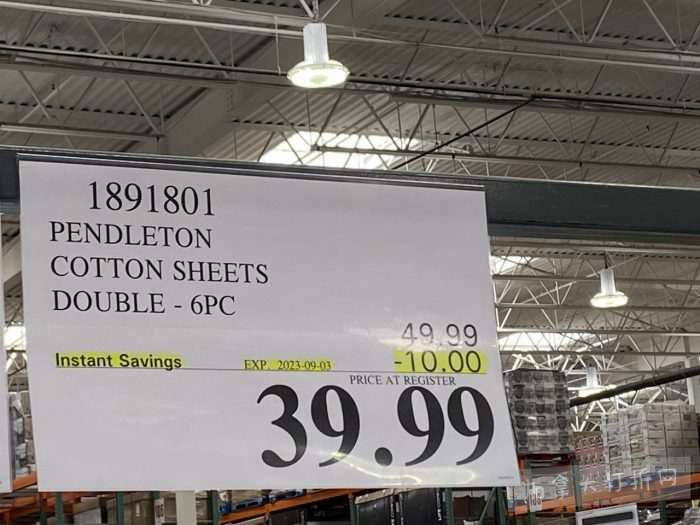 1891801
PENDLETON
COTTON SHEETS
DOUBLE - 6PC
49.99
Instant Savings EXP. 2023-09-03 -10.00
PRICE AT REGISTER
39.99